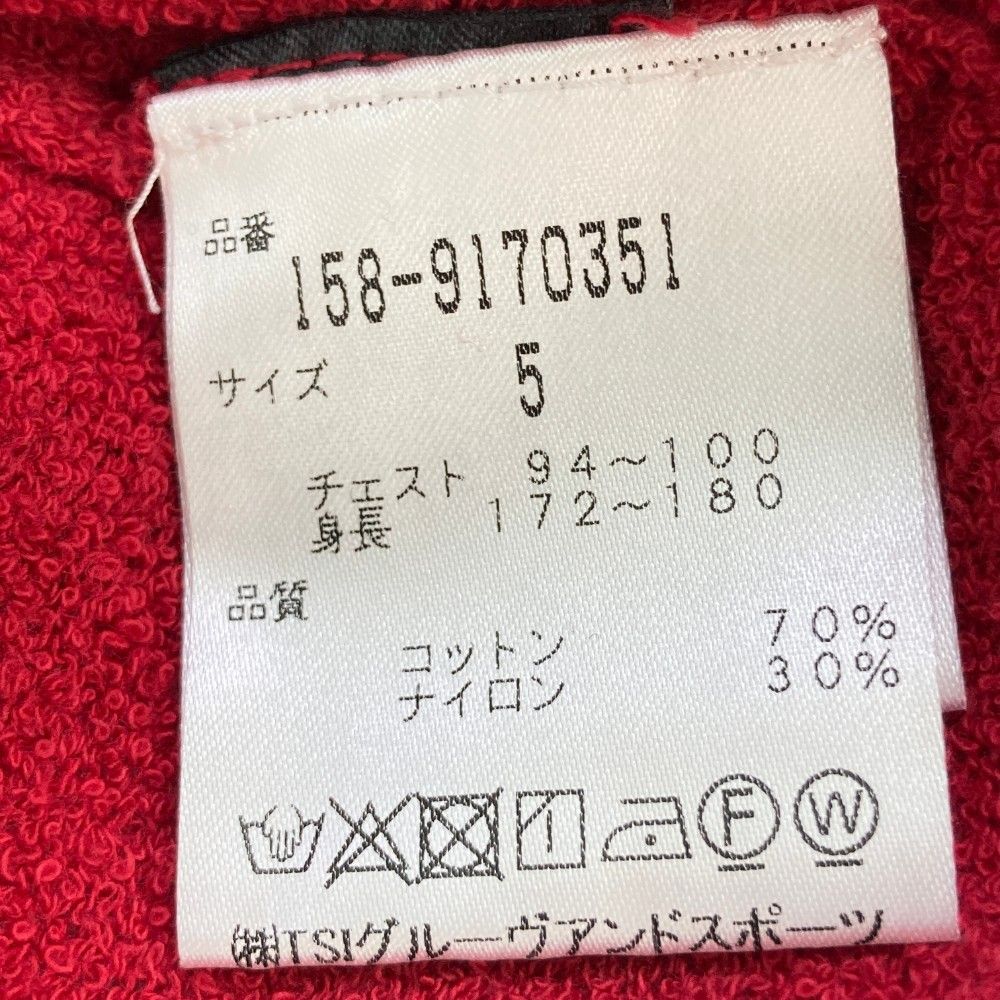 品番
158-9170351
サイズ 5
チェスト 94～100
身長 172～180
品質
コットン 70%
ナイロン 30%
F W
㈱TSIグルーヴアンドスポーツ